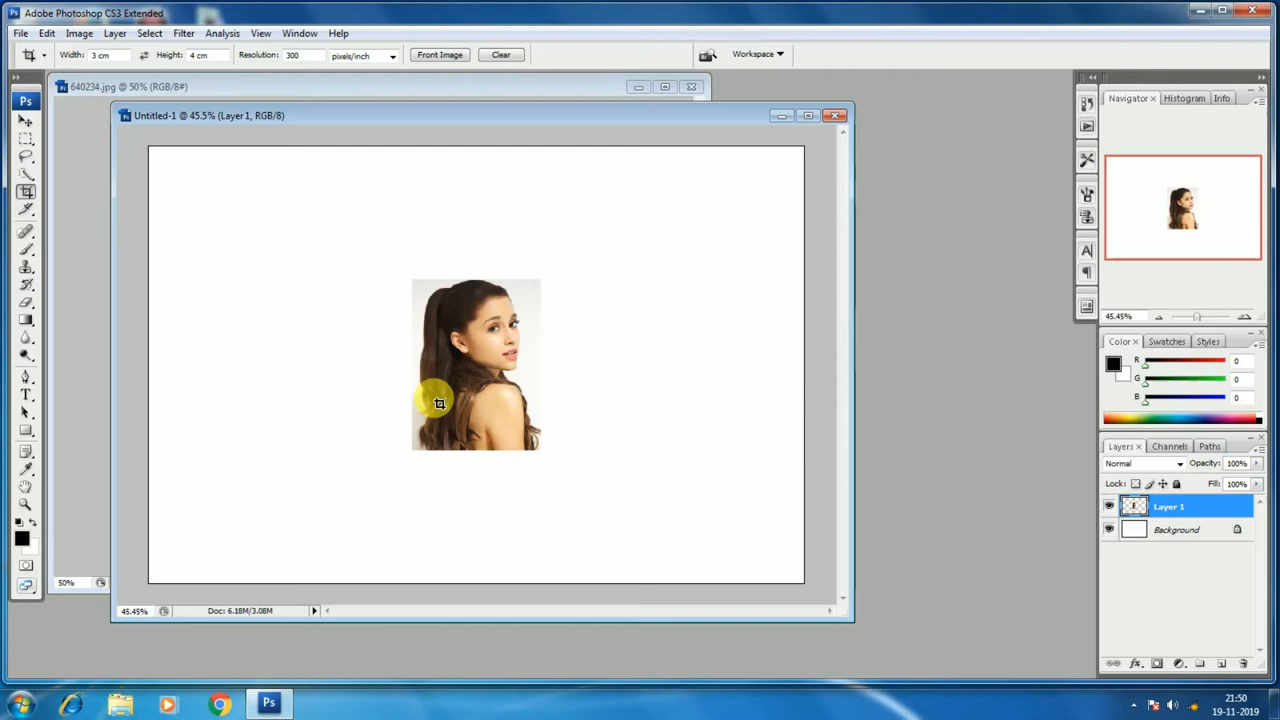 Adobe Photoshop CS3 Extended
File Edit Image Layer Select Filter Analysis View Window Help
Width: 3 cm Height: 4 cm Resolution: 300 pixels/inch Front Image Clear Workspace
Ps
640234.jpg @ 50% (RGB/8#)
Untitled-1 @ 45.5% (Layer 1, RGB/8)
Navigator Histogram Info
45.45%
Color Swatches Styles
R 0
G 0
B 0
Layers Channels Paths
Normal Opacity: 100%
Lock: Fill: 100%
Layer 1
Background
50%
45.45% Doc: 6.18M/3.08M
Ps
21:50
19-11-2019